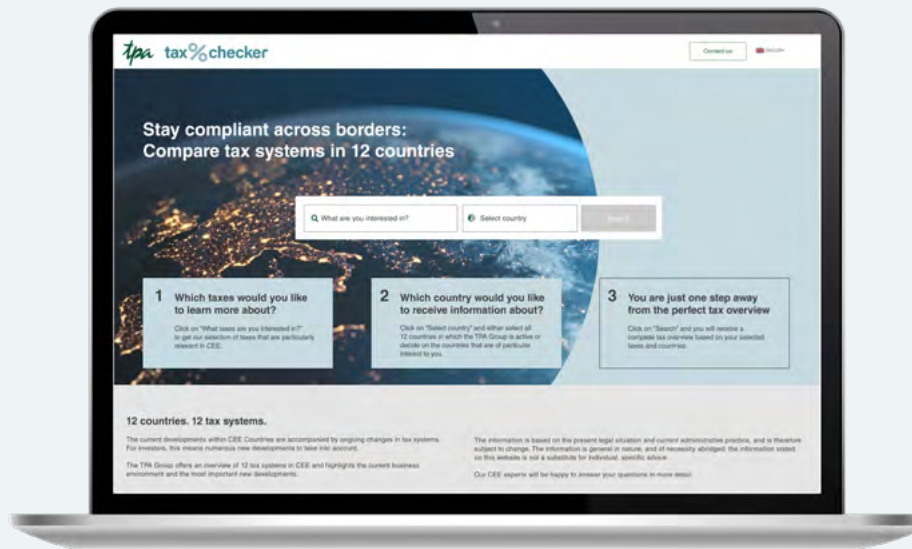 tpa tax%checker
Contact us
ENGLISH
Stay compliant across borders:
Compare tax systems in 12 countries
What are you interested in?
Select country
Search
1 Which taxes would you like
to learn more about?
Click on "What taxes are you interested in?"
to get our selection of taxes that are particularly
relevant in CEE.
2 Which country would you like
to receive information about?
Click on "Select country" and either select all
12 countries in which the TPA Group is active or
decide on the countries that are of particular
interest to you.
3 You are just one step away
from the perfect tax overview
Click on "Search" and you will receive a
complete tax overview based on your selected
taxes and countries.
12 countries. 12 tax systems.
The current developments within CEE Countries are accompanied by ongoing changes in tax systems.
For investors, this means numerous new developments to take into account.
The TPA Group offers an overview of 12 tax systems in CEE and highlights the current business
environment and the most important new developments.
The information is based on the present legal situation and current administrative practice, and is therefore
subject to change. The information is general in nature, and of necessity abridged; the information stated
on this website is not a substitute for individual, specific advice.
Our CEE experts will be happy to answer your questions in more detail.